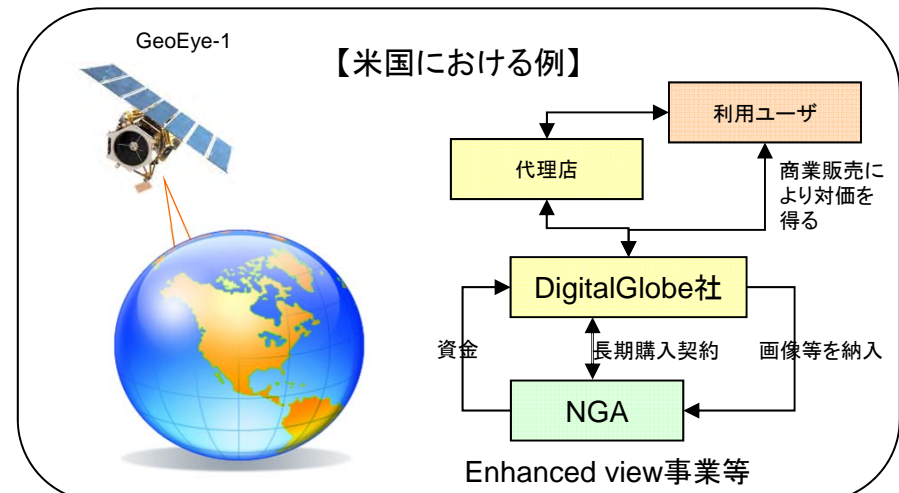 GeoEye-1
【米国における例】
利用ユーザ
代理店
商業販売に
より対価を
得る
DigitalGlobe社
資金
長期購入契約
画像等を納入
NGA
Enhanced view事業等